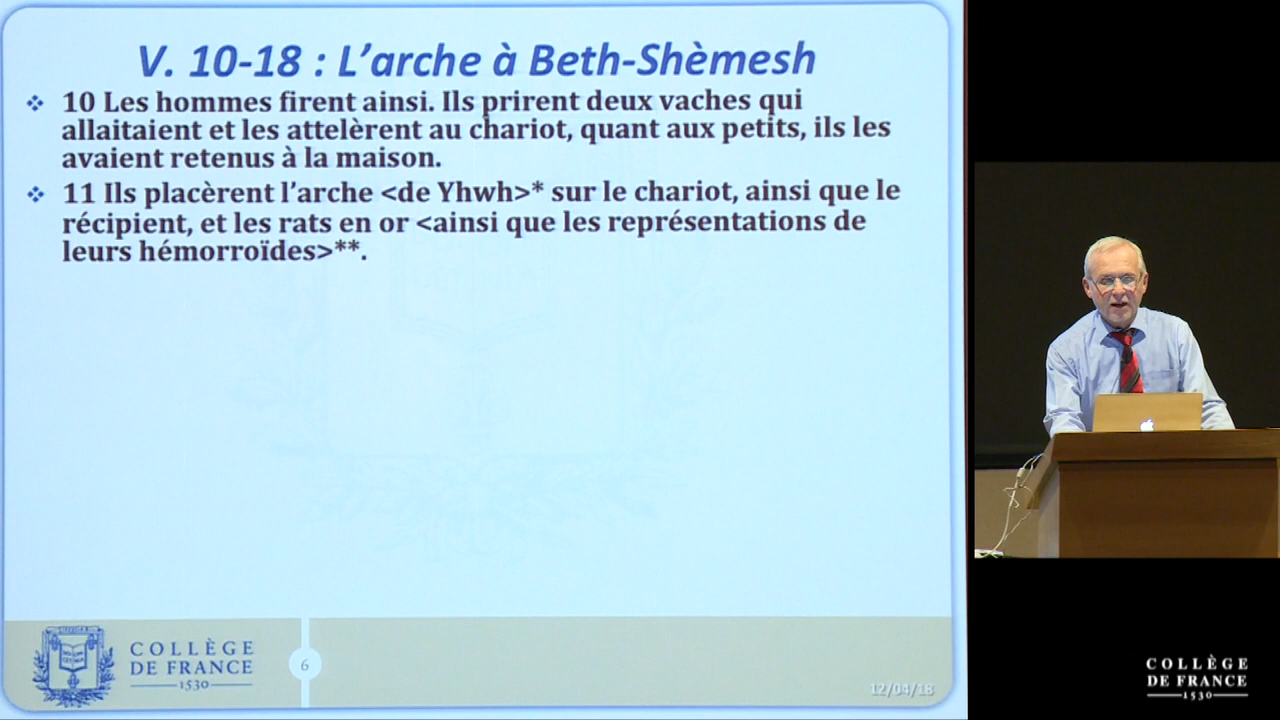 V. 10-18 : L’arche à Beth-Shèmesh
❖ 10 Les hommes firent ainsi. Ils prirent deux vaches qui
allaitaient et les attelèrent au chariot, quant aux petits, ils les
avaient retenus à la maison.
❖ 11 Ils placèrent l’arche <de Yhwh>* sur le chariot, ainsi que le
récipient, et les rats en or <ainsi que les représentations de
leurs hémorroïdes>**.
COLLÈGE
DE FRANCE
1530
6
12/04/18
COLLÈGE
DE FRANCE
1530